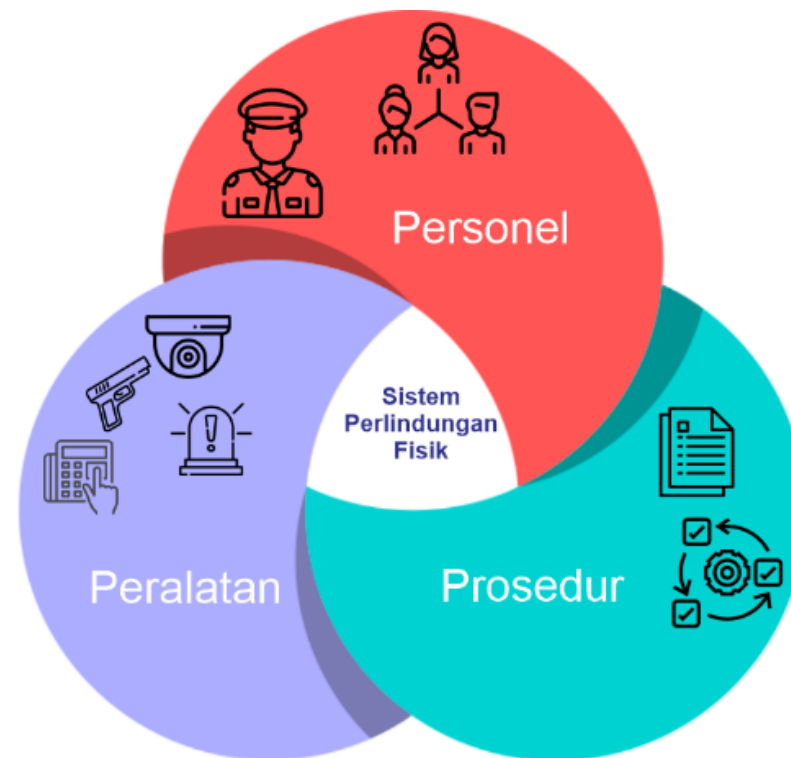 Personel
Sistem
Perlindungan
Fisik
Peralatan
Prosedur